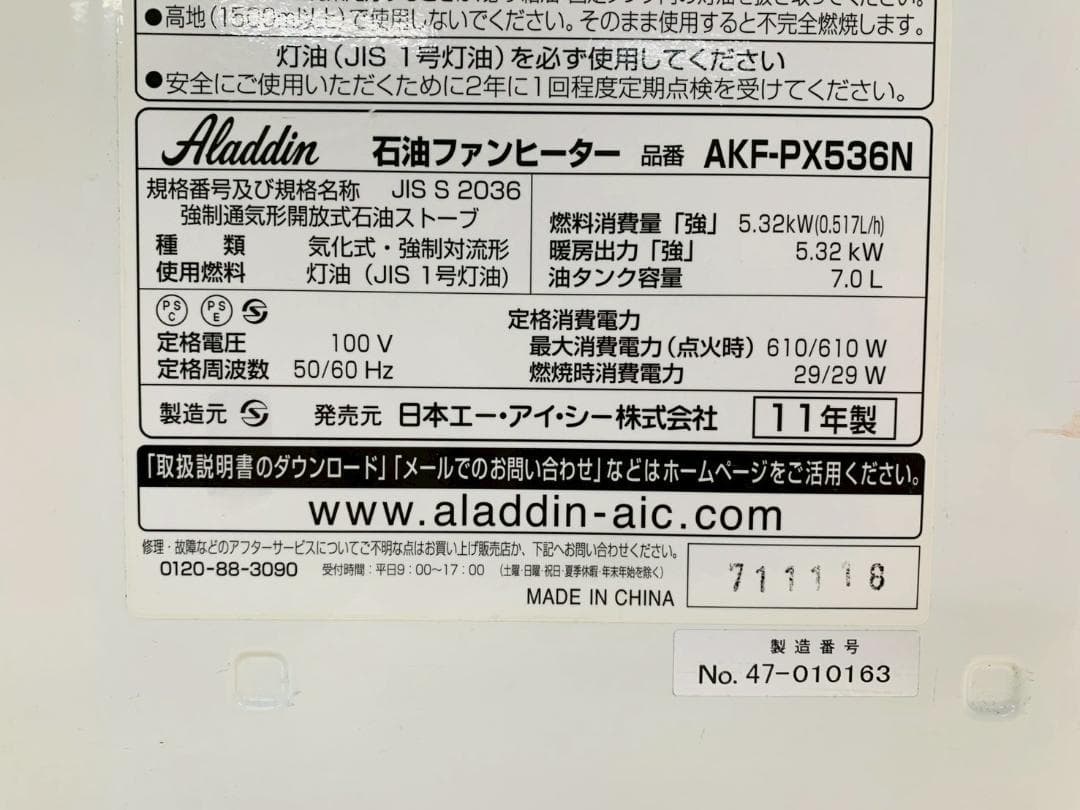 ●高地(1500m以上)で使用しないでください。そのまま使用すると不完全燃焼します。
灯油(JIS 1号灯油)を必ず使用してください
●安全にご使用いただくために2年に1回程度定期点検を受けてください。
Aladdin 石油ファンヒーター 品番 AKF-PX536N
規格番号及び規格名称 JIS S 2036
強制通気形開放式石油ストーブ
種 類 気化式・強制対流形
使用燃料 灯油(JIS 1号灯油)
燃料消費量「強」 5.32kW(0.517L/h)
暖房出力「強」 5.32 kW
油タンク容量 7.0 L
PS C PS E
定格電圧 100 V
定格周波数 50/60 Hz
定格消費電力
最大消費電力(点火時) 610/610 W
燃焼時消費電力 29/29 W
製造元 発売元 日本エー・アイ・シー株式会社 11年製
「取扱説明書のダウンロード」「メールでのお問い合わせ」などはホームページをご活用ください。
www.aladdin-aic.com
修理・故障などのアフターサービスについてご不明な点はお買い上げ販売店か、下記へお問い合わせください。
0120-88-3090 受付時間:平日9:00〜17:00 (土曜・日曜・祝日・夏季休暇・年末年始を除く)
MADE IN CHINA
711118
製造番号
No. 47-010163